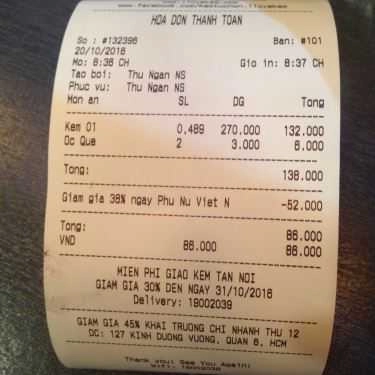 HOA DON THANH TOAN
So : #132396 Ban: #101
20/10/2016
Mo: 8:36 CH Gio in: 8:37 CH
Tao boi: Thu Ngan NS
Phuc vu: Thu Ngan NS
Mon an SL DG Tong
Kem 01 0,489 270.000 132.000
Oc Que 2 3.000 6.000
Tong: 138.000
Giam gia 38% ngay Phu Nu Viet N -52.000
Tong: 86.000
VND 86.000 86.000
MIEN PHI GIAO KEM TAN NOI
GIAM GIA 30% DEN NGAY 31/10/2016
Delivery: 19002039
GIAM GIA 45% KHAI TRUONG CHI NHANH THU 12
DC: 127 KINH DUONG VUONG, QUAN 6, HCM
Thank you! See You Again!
Wifi: 19002039